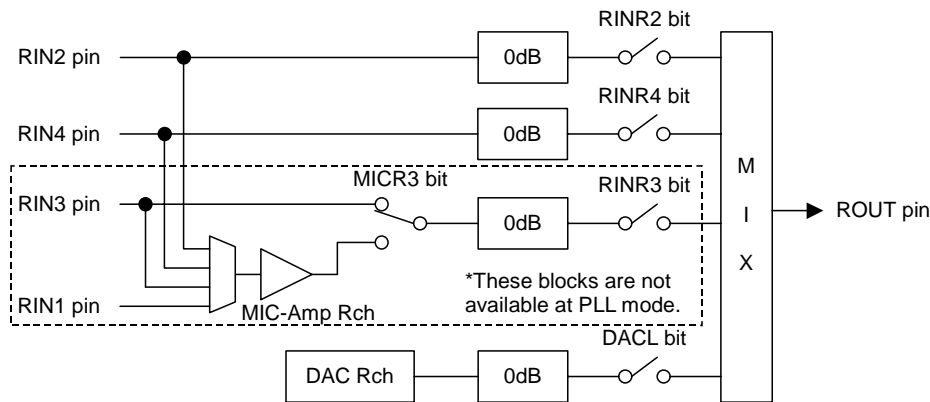 RINR2 bit
RIN2 pin
0dB
RINR4 bit
RIN4 pin
0dB
MICR3 bit
RINR3 bit
RIN3 pin
0dB
M
I
X
ROUT pin
*These blocks are not
available at PLL mode.
RIN1 pin
MIC-Amp Rch
DACL bit
DAC Rch
0dB